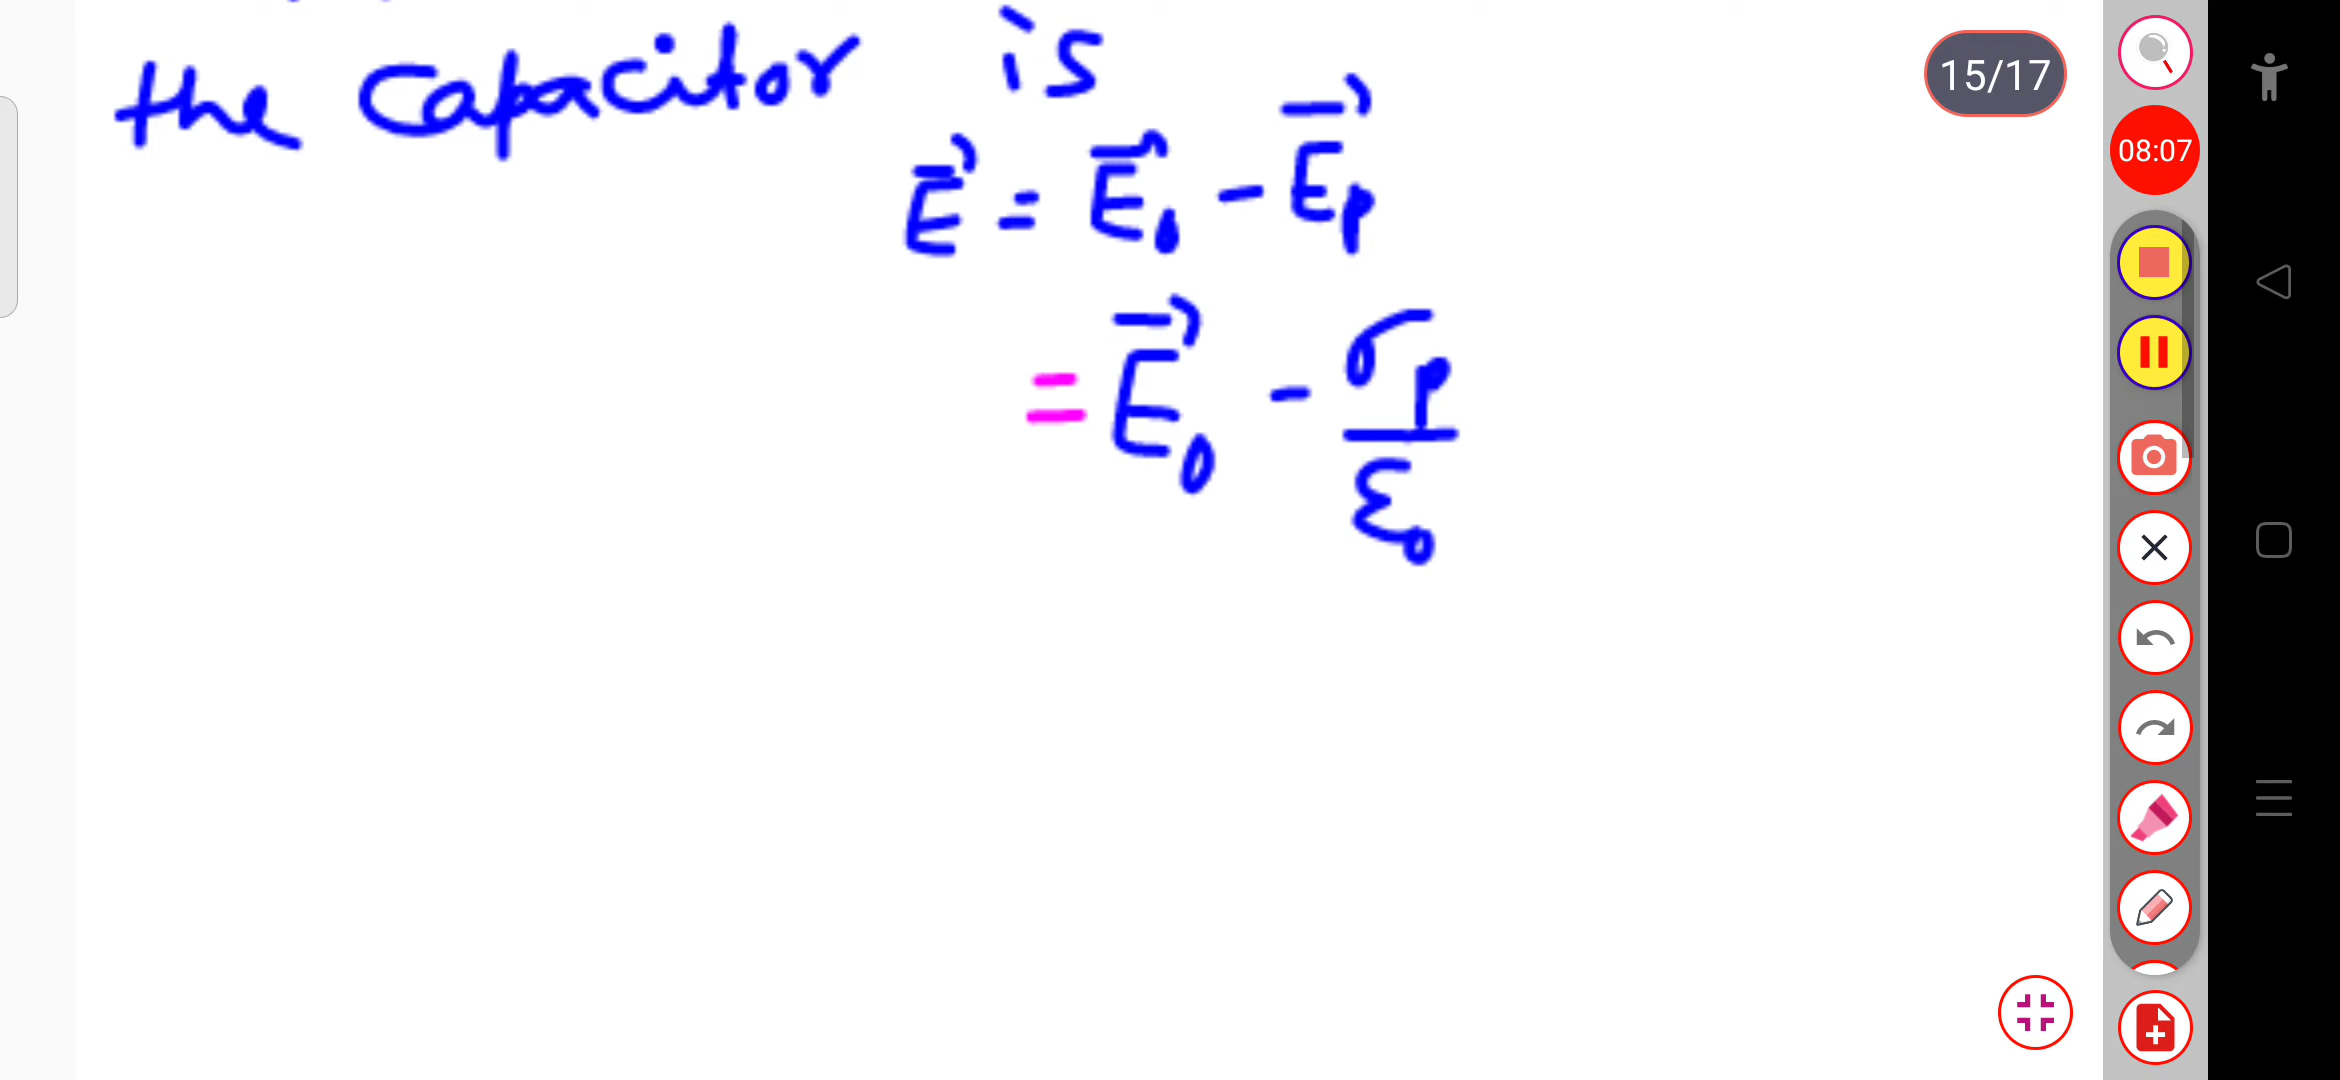 the capacitor is
15/17
08:07
E⃗ = E⃗₀ - E⃗p
= E⃗₀ - σp/ε₀